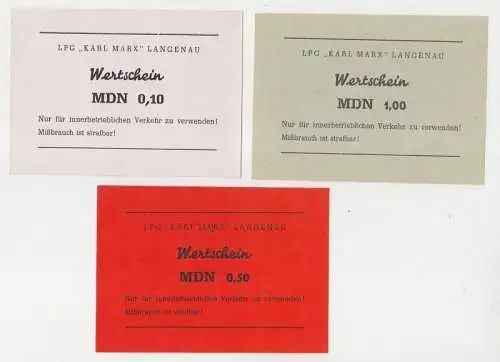 LPG „KARL MARX" LANGENAU
Wertschein
MDN 0,10
Nur für innerbetrieblichen Verkehr zu verwenden!
Mißbrauch ist strafbar!
LPG „KARL MARX" LANGENAU
Wertschein
MDN 1,00
Nur für innerbetrieblichen Verkehr zu verwenden!
Mißbrauch ist strafbar!
LPG „KARL MARX" LANGENAU
Wertschein
MDN 0,50
Nur für innerbetrieblichen Verkehr zu verwenden!
Mißbrauch ist strafbar!